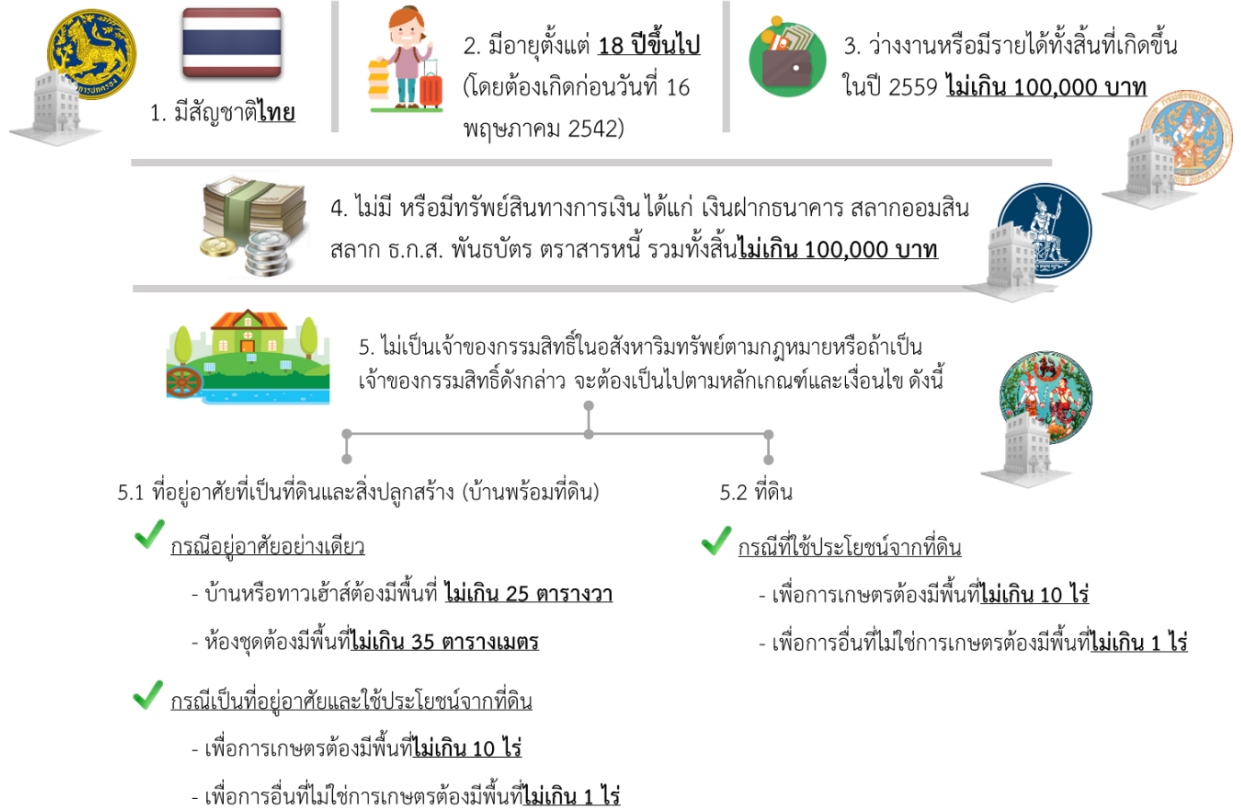 1. มีสัญชาติไทย
2. มีอายุตั้งแต่ 18 ปีขึ้นไป
(โดยต้องเกิดก่อนวันที่ 16
พฤษภาคม 2542)
3. ว่างงานหรือมีรายได้ทั้งสิ้นที่เกิดขึ้น
ในปี 2559 ไม่เกิน 100,000 บาท
4. ไม่มี หรือมีทรัพย์สินทางการเงิน ได้แก่ เงินฝากธนาคาร สลากออมสิน
สลาก ธ.ก.ส. พันธบัตร ตราสารหนี้ รวมทั้งสิ้นไม่เกิน 100,000 บาท
5. ไม่เป็นเจ้าของกรรมสิทธิ์ในอสังหาริมทรัพย์ตามกฎหมายหรือถ้าเป็น
เจ้าของกรรมสิทธิ์ดังกล่าว จะต้องเป็นไปตามหลักเกณฑ์และเงื่อนไข ดังนี้
5.1 ที่อยู่อาศัยที่เป็นที่ดินและสิ่งปลูกสร้าง (บ้านพร้อมที่ดิน)
กรณีอยู่อาศัยอย่างเดียว
- บ้านหรือทาวเฮ้าส์ต้องมีพื้นที่ ไม่เกิน 25 ตารางวา
- ห้องชุดต้องมีพื้นที่ไม่เกิน 35 ตารางเมตร
กรณีเป็นที่อยู่อาศัยและใช้ประโยชน์จากที่ดิน
- เพื่อการเกษตรต้องมีพื้นที่ไม่เกิน 10 ไร่
- เพื่อการอื่นที่ไม่ใช่การเกษตรต้องมีพื้นที่ไม่เกิน 1 ไร่
5.2 ที่ดิน
กรณีที่ใช้ประโยชน์จากที่ดิน
- เพื่อการเกษตรต้องมีพื้นที่ไม่เกิน 10 ไร่
- เพื่อการอื่นที่ไม่ใช่การเกษตรต้องมีพื้นที่ไม่เกิน 1 ไร่